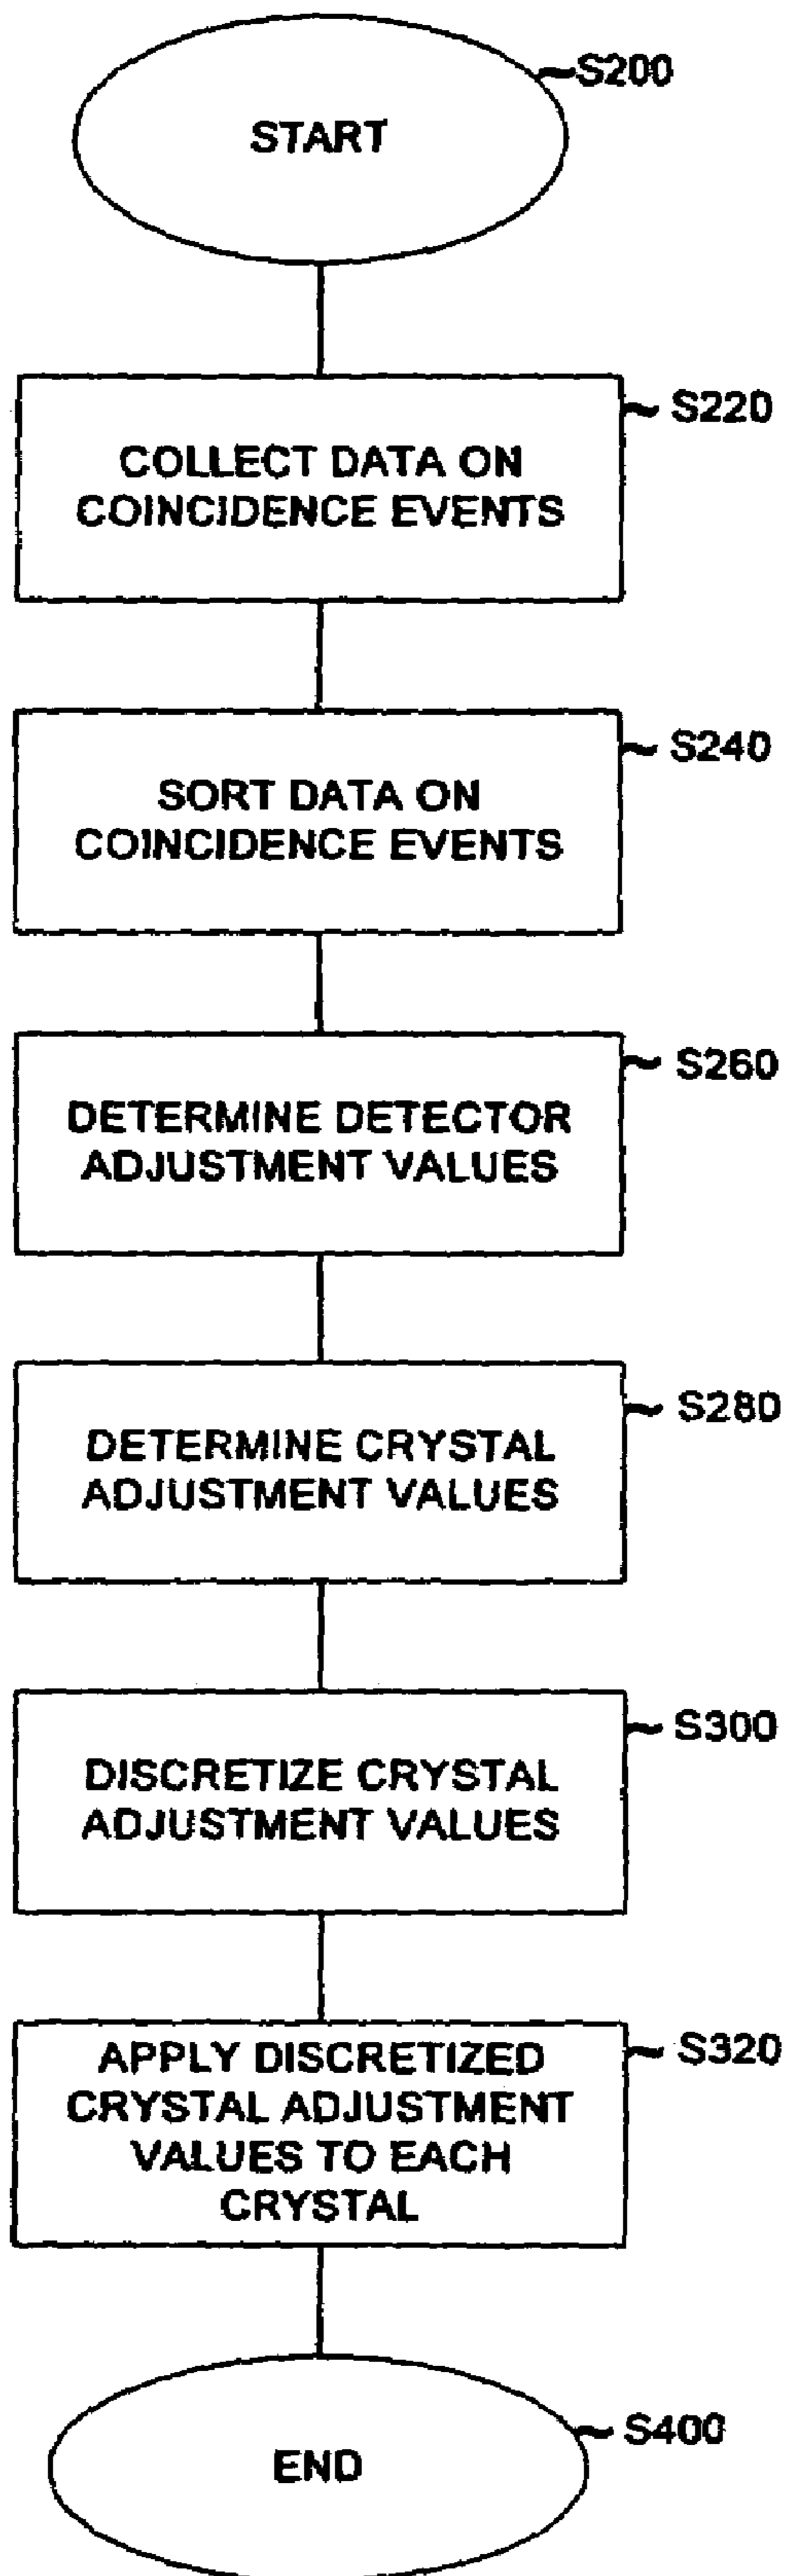 S200
START
S220
COLLECT DATA ON
COINCIDENCE EVENTS
S240
SORT DATA ON
COINCIDENCE EVENTS
S260
DETERMINE DETECTOR
ADJUSTMENT VALUES
S280
DETERMINE CRYSTAL
ADJUSTMENT VALUES
S300
DISCRETIZE CRYSTAL
ADJUSTMENT VALUES
S320
APPLY DISCRETIZED
CRYSTAL ADJUSTMENT
VALUES TO EACH
CRYSTAL
S400
END